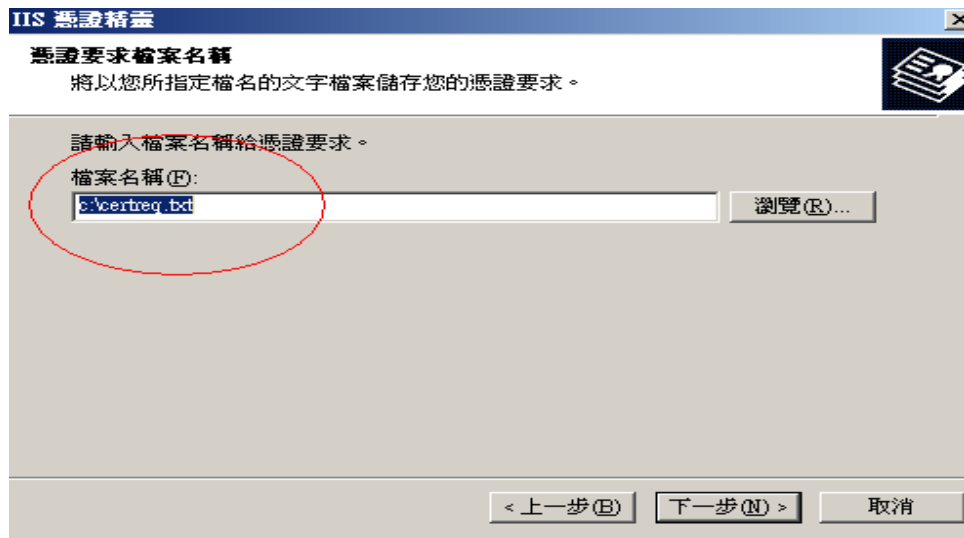 IIS 憑證精靈
憑證要求檔案名稱
將以您所指定檔名的文字檔案儲存您的憑證要求。
請輸入檔案名稱給憑證要求。
檔案名稱(F):
c:\certreq.txt
瀏覽(R)...
< 上一步(B)
下一步(N) >
取消